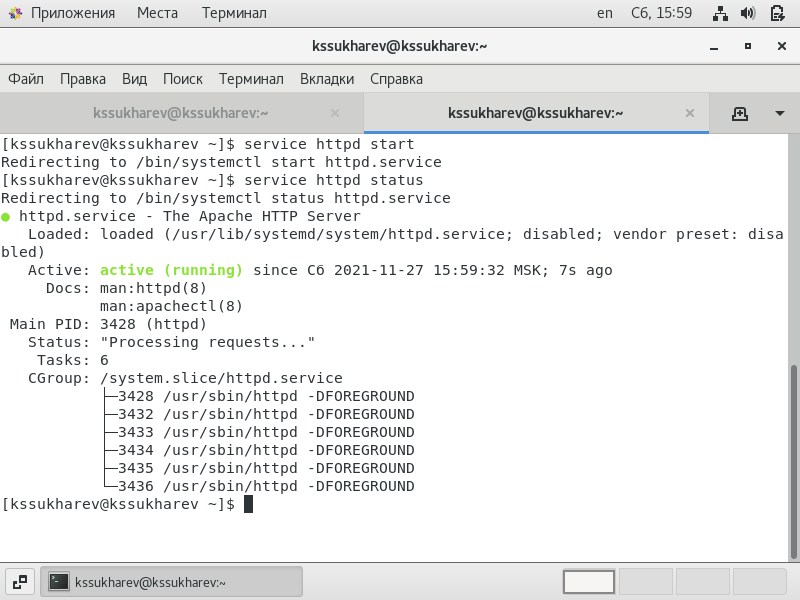 Приложения Места Терминал en Сб, 15:59
kssukharev@kssukharev:~
Файл Правка Вид Поиск Терминал Вкладки Справка
kssukharev@kssukharev:~ kssukharev@kssukharev:~
[kssukharev@kssukharev ~]$ service httpd start
Redirecting to /bin/systemctl start httpd.service
[kssukharev@kssukharev ~]$ service httpd status
Redirecting to /bin/systemctl status httpd.service
● httpd.service - The Apache HTTP Server
   Loaded: loaded (/usr/lib/systemd/system/httpd.service; disabled; vendor preset: disa
bled)
   Active: active (running) since Сб 2021-11-27 15:59:32 MSK; 7s ago
     Docs: man:httpd(8)
           man:apachectl(8)
 Main PID: 3428 (httpd)
   Status: "Processing requests..."
    Tasks: 6
   CGroup: /system.slice/httpd.service
           ├─3428 /usr/sbin/httpd -DFOREGROUND
           ├─3432 /usr/sbin/httpd -DFOREGROUND
           ├─3433 /usr/sbin/httpd -DFOREGROUND
           ├─3434 /usr/sbin/httpd -DFOREGROUND
           ├─3435 /usr/sbin/httpd -DFOREGROUND
           └─3436 /usr/sbin/httpd -DFOREGROUND
[kssukharev@kssukharev ~]$
kssukharev@kssukharev:~